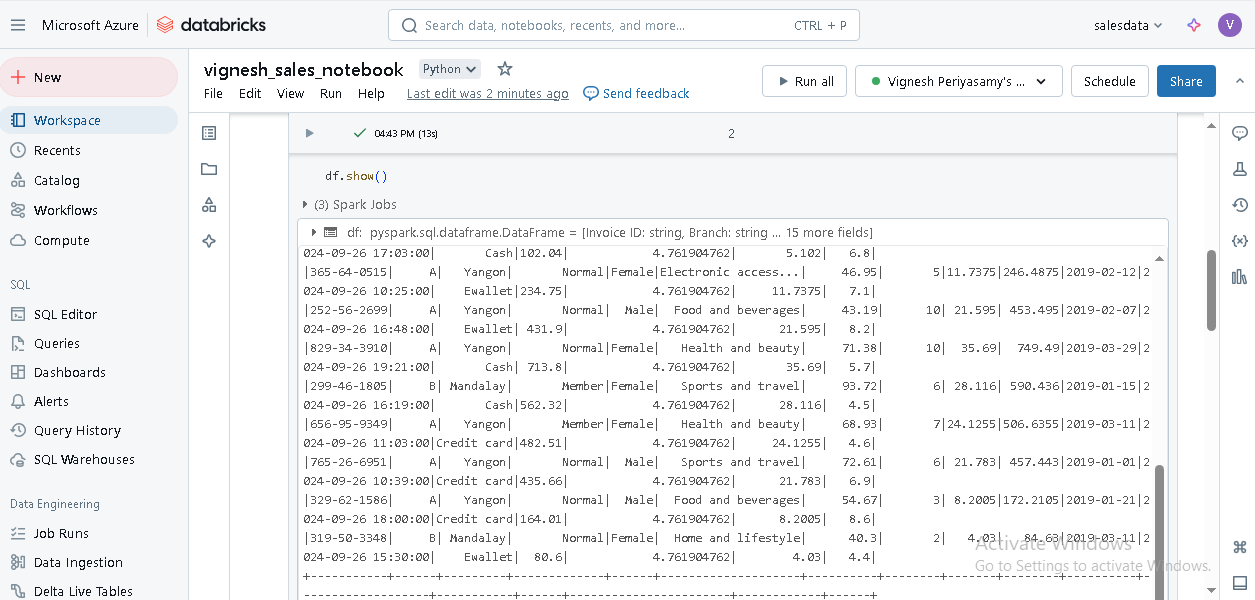 Microsoft Azure databricks Search data, notebooks, recents, and more... CTRL + P salesdata V
New
Workspace
Recents
Catalog
Workflows
Compute
SQL
SQL Editor
Queries
Dashboards
Alerts
Query History
SQL Warehouses
Data Engineering
Job Runs
Data Ingestion
Delta Live Tables
vignesh_sales_notebook Python
File Edit View Run Help Last edit was 2 minutes ago Send feedback
Run all Vignesh Periyasamy's ... Schedule Share
04:43 PM (13s) 2
df.show()
(3) Spark Jobs
df: pyspark.sql.dataframe.DataFrame = [Invoice ID: string, Branch: string ... 15 more fields]
024-09-26 17:03:00| Cash|102.04| 4.761904762| 5.102| 6.8|
|365-64-0515| A| Yangon| Normal|Female|Electronic access...| 46.95| 5|11.7375|246.4875|2019-02-12|2
024-09-26 10:25:00| Ewallet|234.75| 4.761904762| 11.7375| 7.1|
|252-56-2699| A| Yangon| Normal| Male| Food and beverages| 43.19| 10| 21.595| 453.495|2019-02-07|2
024-09-26 16:48:00| Ewallet| 431.9| 4.761904762| 21.595| 8.2|
|829-34-3910| A| Yangon| Normal|Female| Health and beauty| 71.38| 10| 35.69| 749.49|2019-03-29|2
024-09-26 19:21:00| Cash| 713.8| 4.761904762| 35.69| 5.7|
|299-46-1805| B| Mandalay| Member|Female| Sports and travel| 93.72| 6| 28.116| 590.436|2019-01-15|2
024-09-26 16:19:00| Cash|562.32| 4.761904762| 28.116| 4.5|
|656-95-9349| A| Yangon| Member|Female| Health and beauty| 68.93| 7|24.1255|506.6355|2019-03-11|2
024-09-26 11:03:00|Credit card|482.51| 4.761904762| 24.1255| 4.6|
|765-26-6951| A| Yangon| Normal| Male| Sports and travel| 72.61| 6| 21.783| 457.443|2019-01-01|2
024-09-26 10:39:00|Credit card|435.66| 4.761904762| 21.783| 6.9|
|329-62-1586| A| Yangon| Normal| Male| Food and beverages| 54.67| 3| 8.2005|172.2105|2019-01-21|2
024-09-26 18:00:00|Credit card|164.01| 4.761904762| 8.2005| 8.6|
|319-50-3348| B| Mandalay| Normal|Female| Home and lifestyle| 40.3| 2| 4.03| 84.63|2019-03-11|2
024-09-26 15:30:00| Ewallet| 80.6| 4.761904762| 4.03| 4.4|
Activate Windows
Go to Settings to activate Windows.